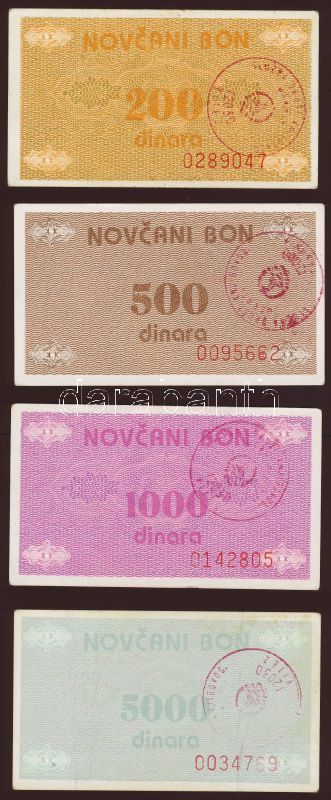 NOVČANI BON
200
dinara
0289047
NOVČANI BON
500
dinara
0095662
darabanth
NOVČANI BON
1000
dinara
0142805
NOVČANI BON
5000
dinara
0034769